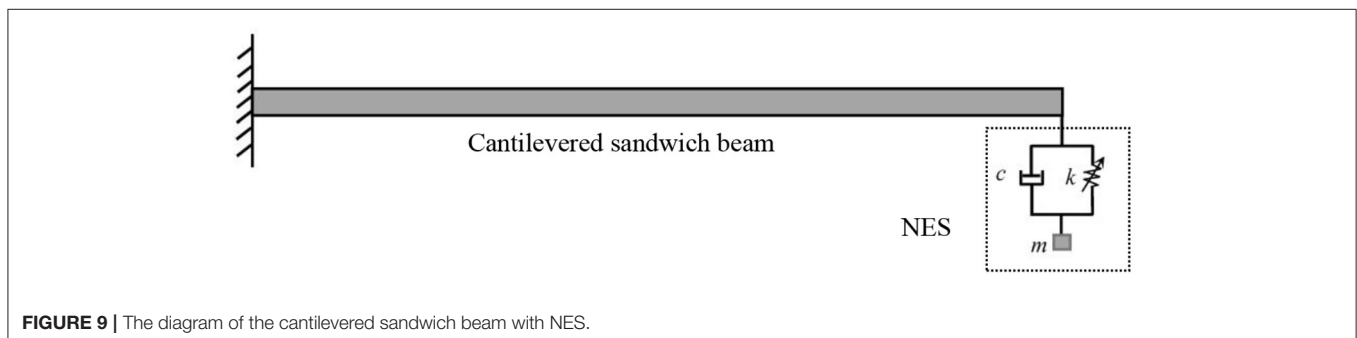 Cantilevered sandwich beam
c
k
NES
m
FIGURE 9 | The diagram of the cantilevered sandwich beam with NES.